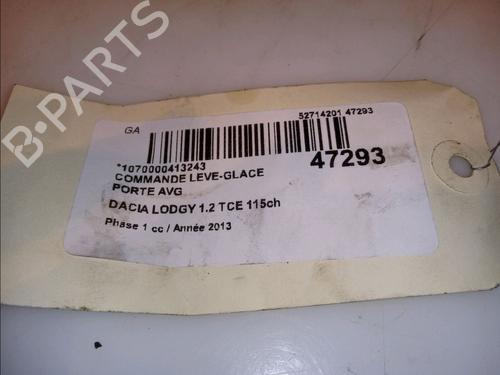 B-PARTS
GA
52714201 47293
*1070000413243
47293
COMMANDE LEVE-GLACE
PORTE AVG
DACIA LODGY 1.2 TCE 115ch
Phase 1 cc / Année 2013